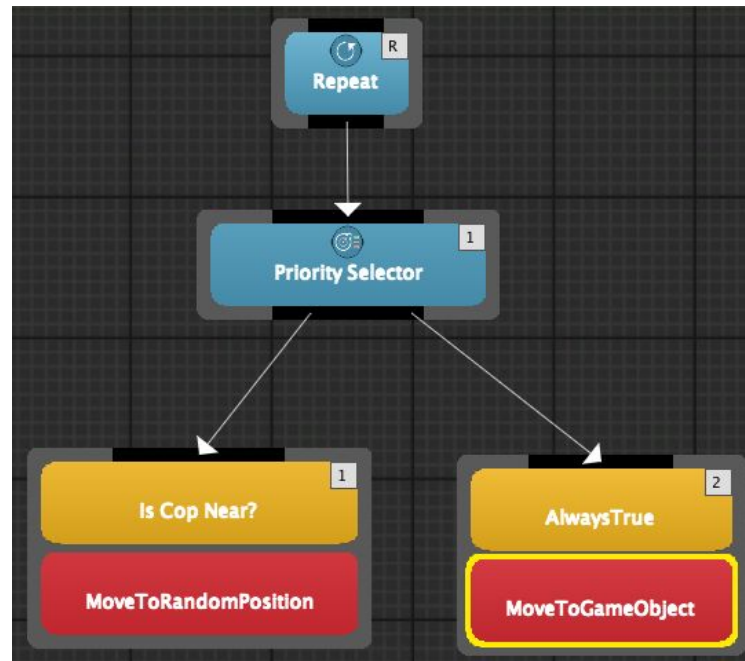 R
Repeat
1
Priority Selector
1
Is Cop Near?
MoveToRandomPosition
2
AlwaysTrue
MoveToGameObject